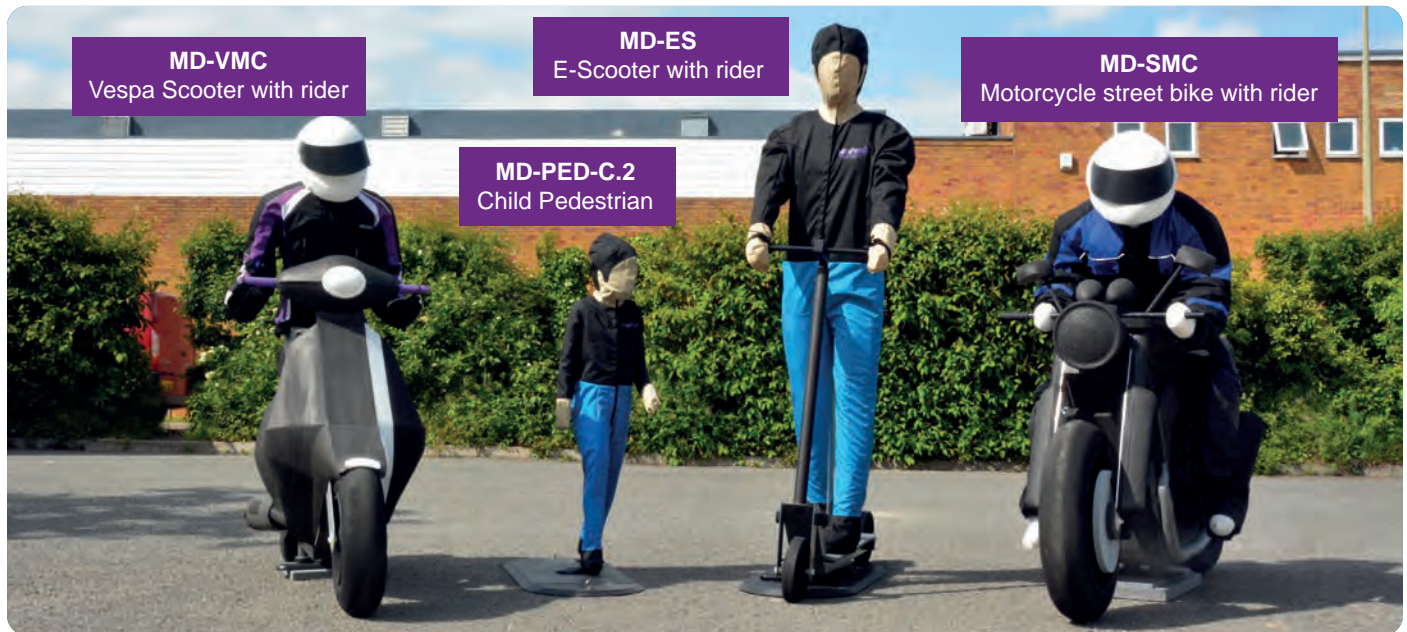 MD-VMC
Vespa Scooter with rider
MD-ES
E-Scooter with rider
MD-SMC
Motorcycle street bike with rider
MD-PED-C.2
Child Pedestrian